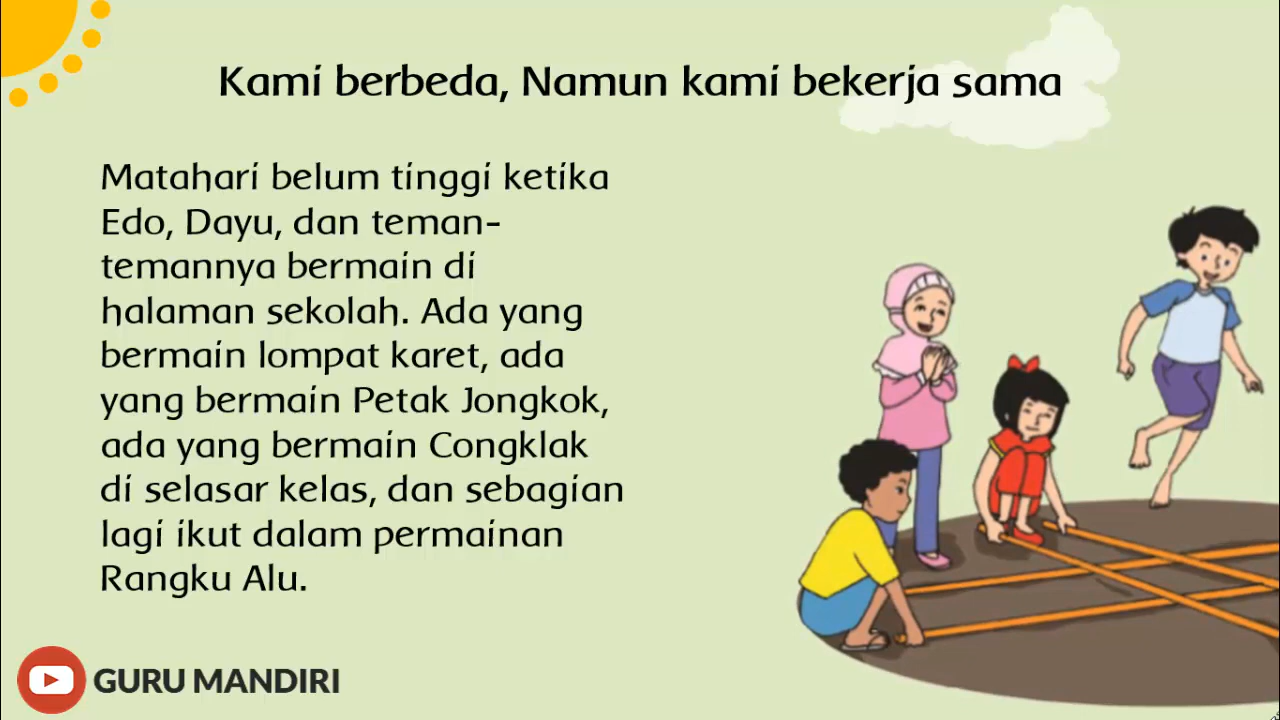 Kami berbeda, Namun kami bekerja sama
Matahari belum tinggi ketika
Edo, Dayu, dan teman-
temannya bermain di
halaman sekolah. Ada yang
bermain lompat karet, ada
yang bermain Petak Jongkok,
ada yang bermain Congklak
di selasar kelas, dan sebagian
lagi ikut dalam permainan
Rangku Alu.
GURU MANDIRI